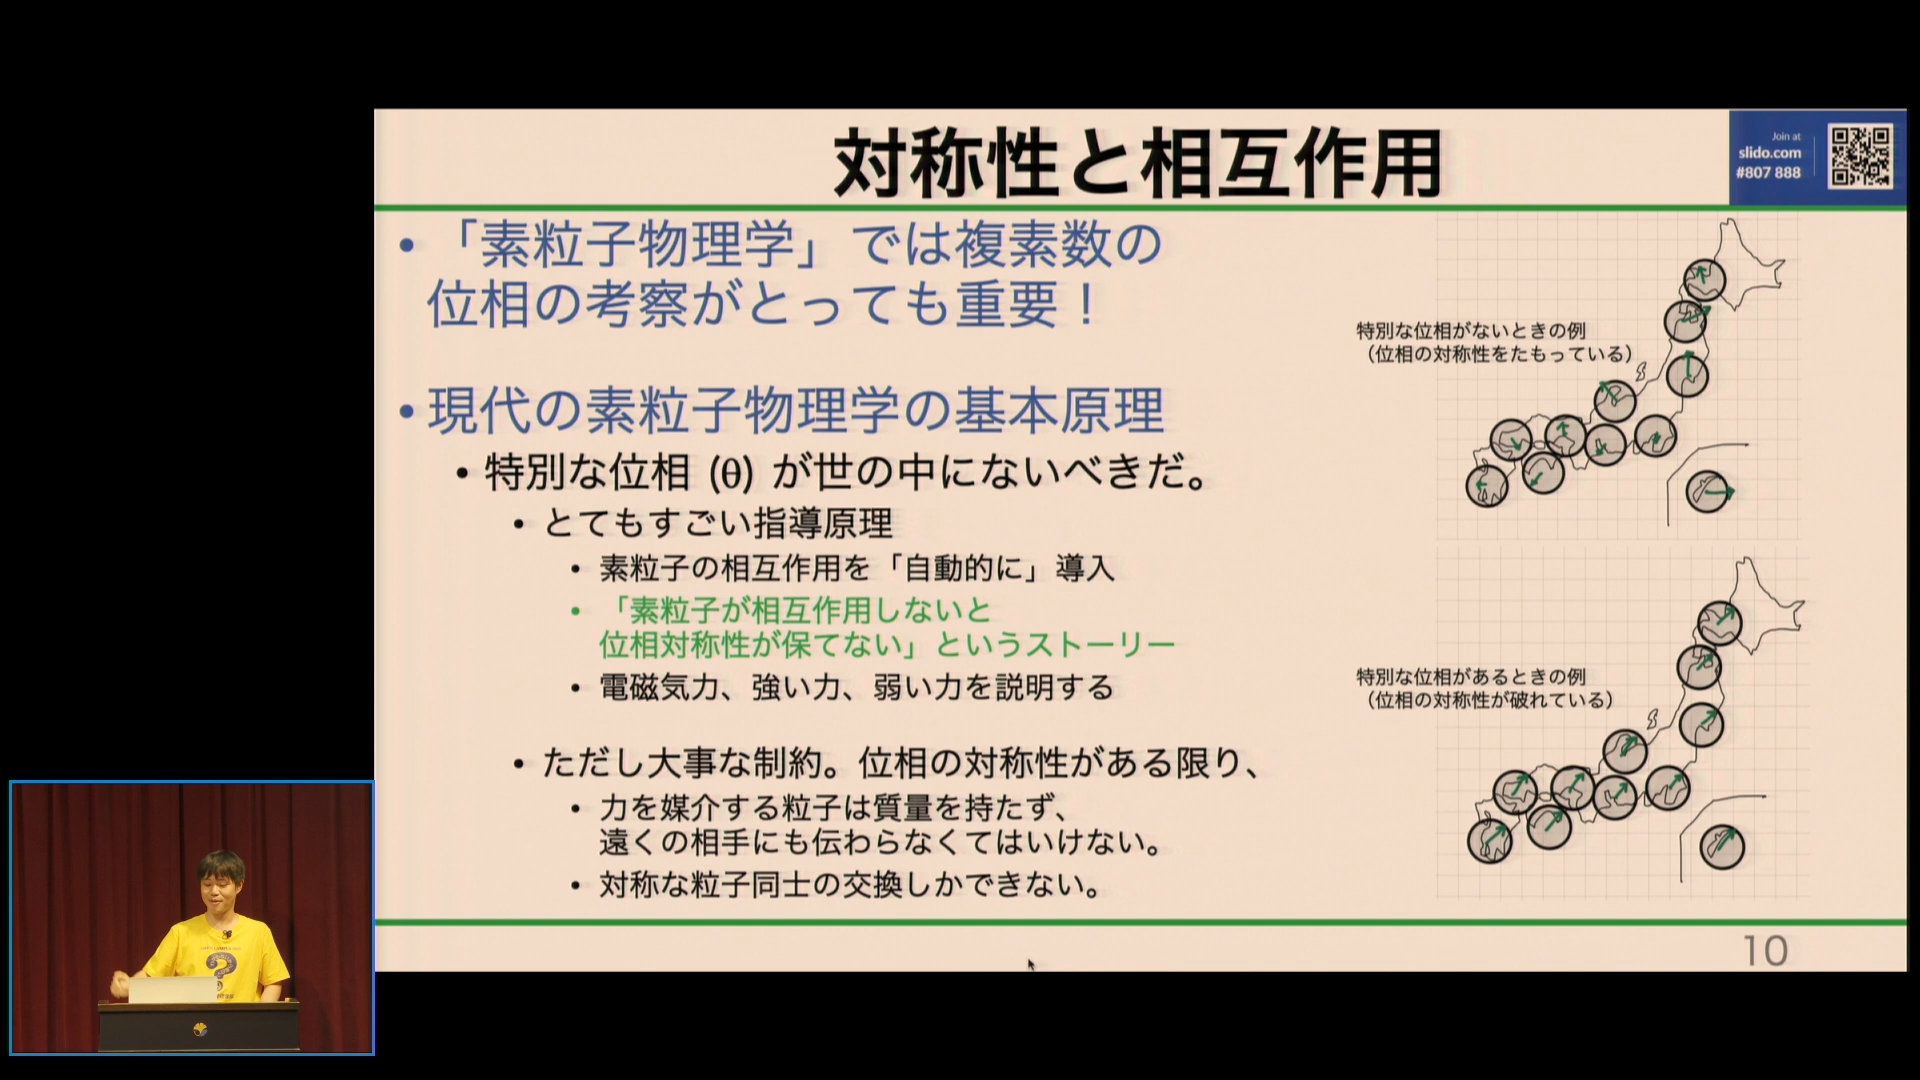 対称性と相互作用
Join at
slido.com
#807 888
• 「素粒子物理学」では複素数の
位相の考察がとっても重要！
• 現代の素粒子物理学の基本原理
• 特別な位相 (θ) が世の中にないべきだ。
• とてもすごい指導原理
• 素粒子の相互作用を「自動的に」導入
• 「素粒子が相互作用しないと
位相対称性が保てない」というストーリー
• 電磁気力、強い力、弱い力を説明する
• ただし大事な制約。位相の対称性がある限り、
• 力を媒介する粒子は質量を持たず、
遠くの相手にも伝わらなくてはいけない。
• 対称な粒子同士の交換しかできない。
特別な位相がないときの例
（位相の対称性をたもっている）
特別な位相があるときの例
（位相の対称性が破れている）
10
?